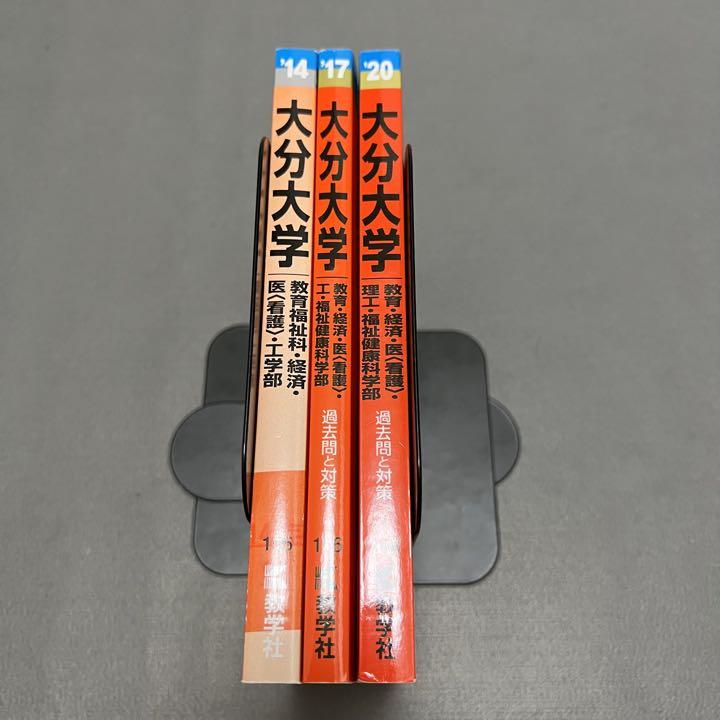 '14
大分大学
教育福祉科・経済・
医〈看護〉・工学部
教学社
'17
大分大学
教育・経済・医〈看護〉・
工・福祉健康科学部
過去問と対策
教学社
'20
大分大学
教育・経済・医〈看護〉・
理工・福祉健康科学部
過去問と対策
教学社